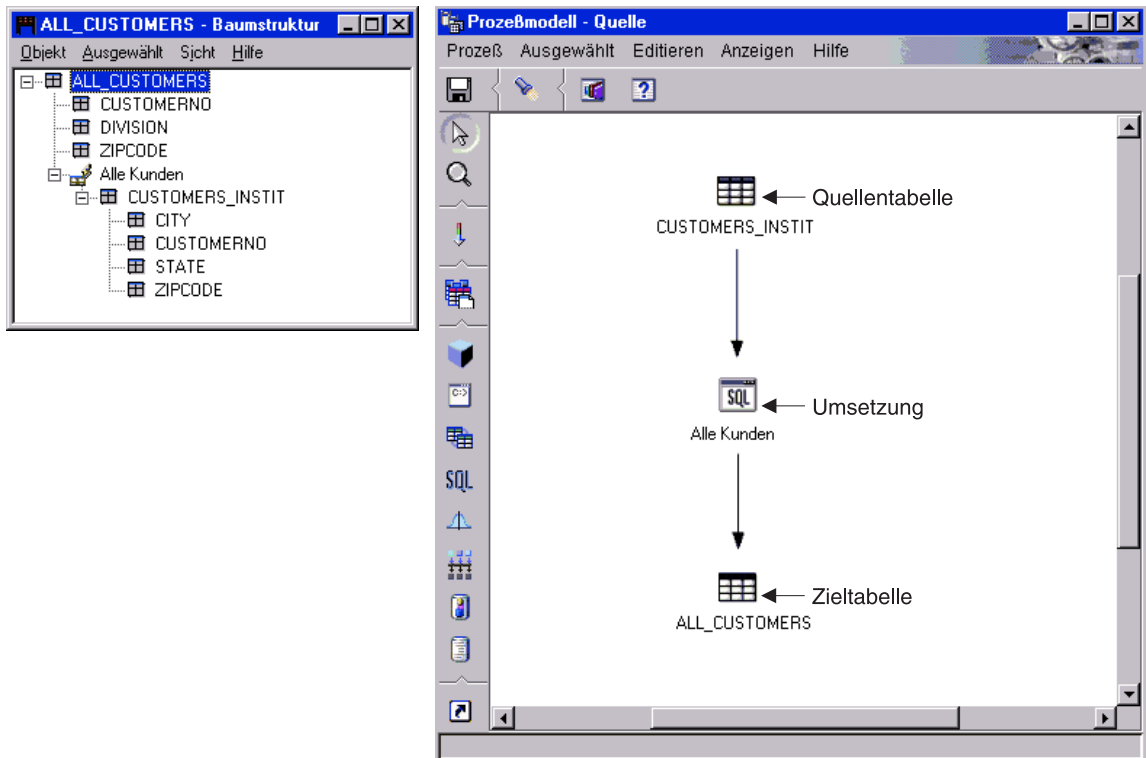 ALL_CUSTOMERS - Baumstruktur
Objekt Ausgewählt Sicht Hilfe
ALL_CUSTOMERS
CUSTOMERNO
DIVISION
ZIPCODE
Alle Kunden
CUSTOMERS_INSTIT
CITY
CUSTOMERNO
STATE
ZIPCODE
Prozeßmodell - Quelle
Prozeß Ausgewählt Editieren Anzeigen Hilfe
?
C:>
SQL
Quellentabelle
CUSTOMERS_INSTIT
SQL
Umsetzung
Alle Kunden
Zieltabelle
ALL_CUSTOMERS